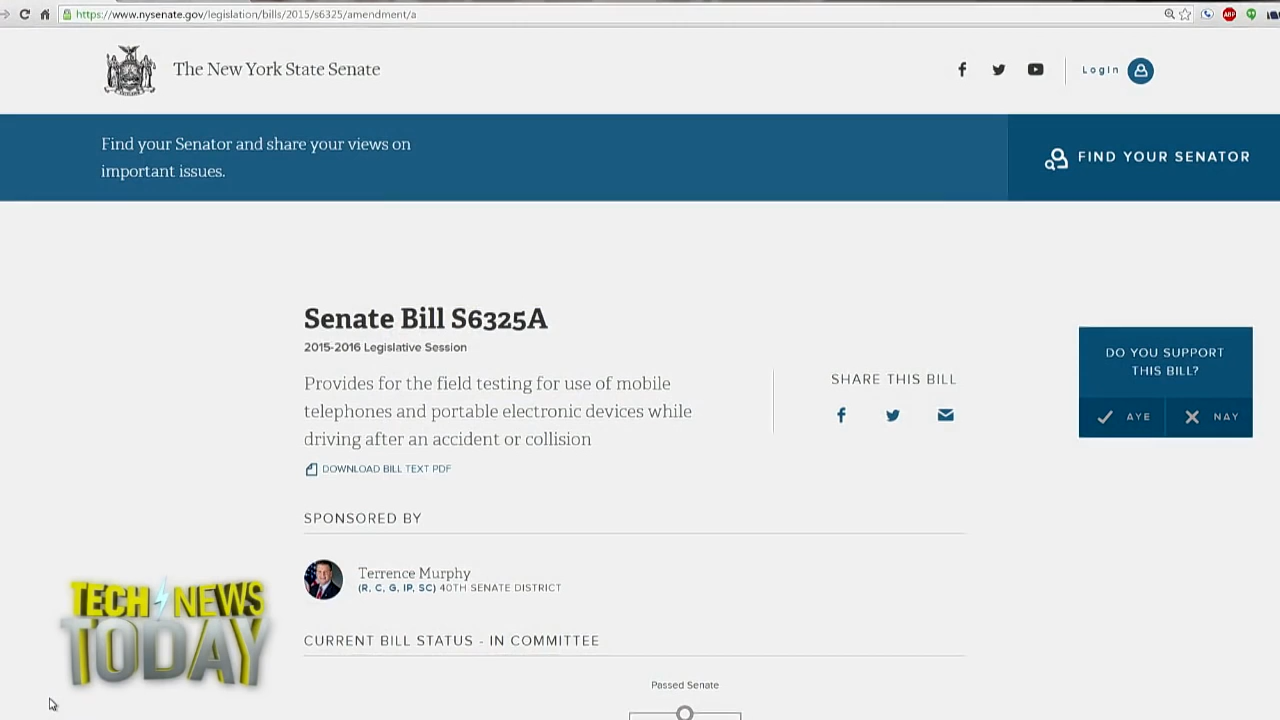 https://www.nysenate.gov/legislation/bills/2015/s6325/amendment/a
ABP
The New York State Senate
Login
Find your Senator and share your views on
important issues.
FIND YOUR SENATOR
Senate Bill S6325A
2015-2016 Legislative Session
Provides for the field testing for use of mobile
telephones and portable electronic devices while
driving after an accident or collision
DOWNLOAD BILL TEXT PDF
SHARE THIS BILL
DO YOU SUPPORT
THIS BILL?
AYE
NAY
SPONSORED BY
Terrence Murphy
(R, C, G, IP, SC) 40TH SENATE DISTRICT
CURRENT BILL STATUS - IN COMMITTEE
Passed Senate
TECH NEWS
TODAY